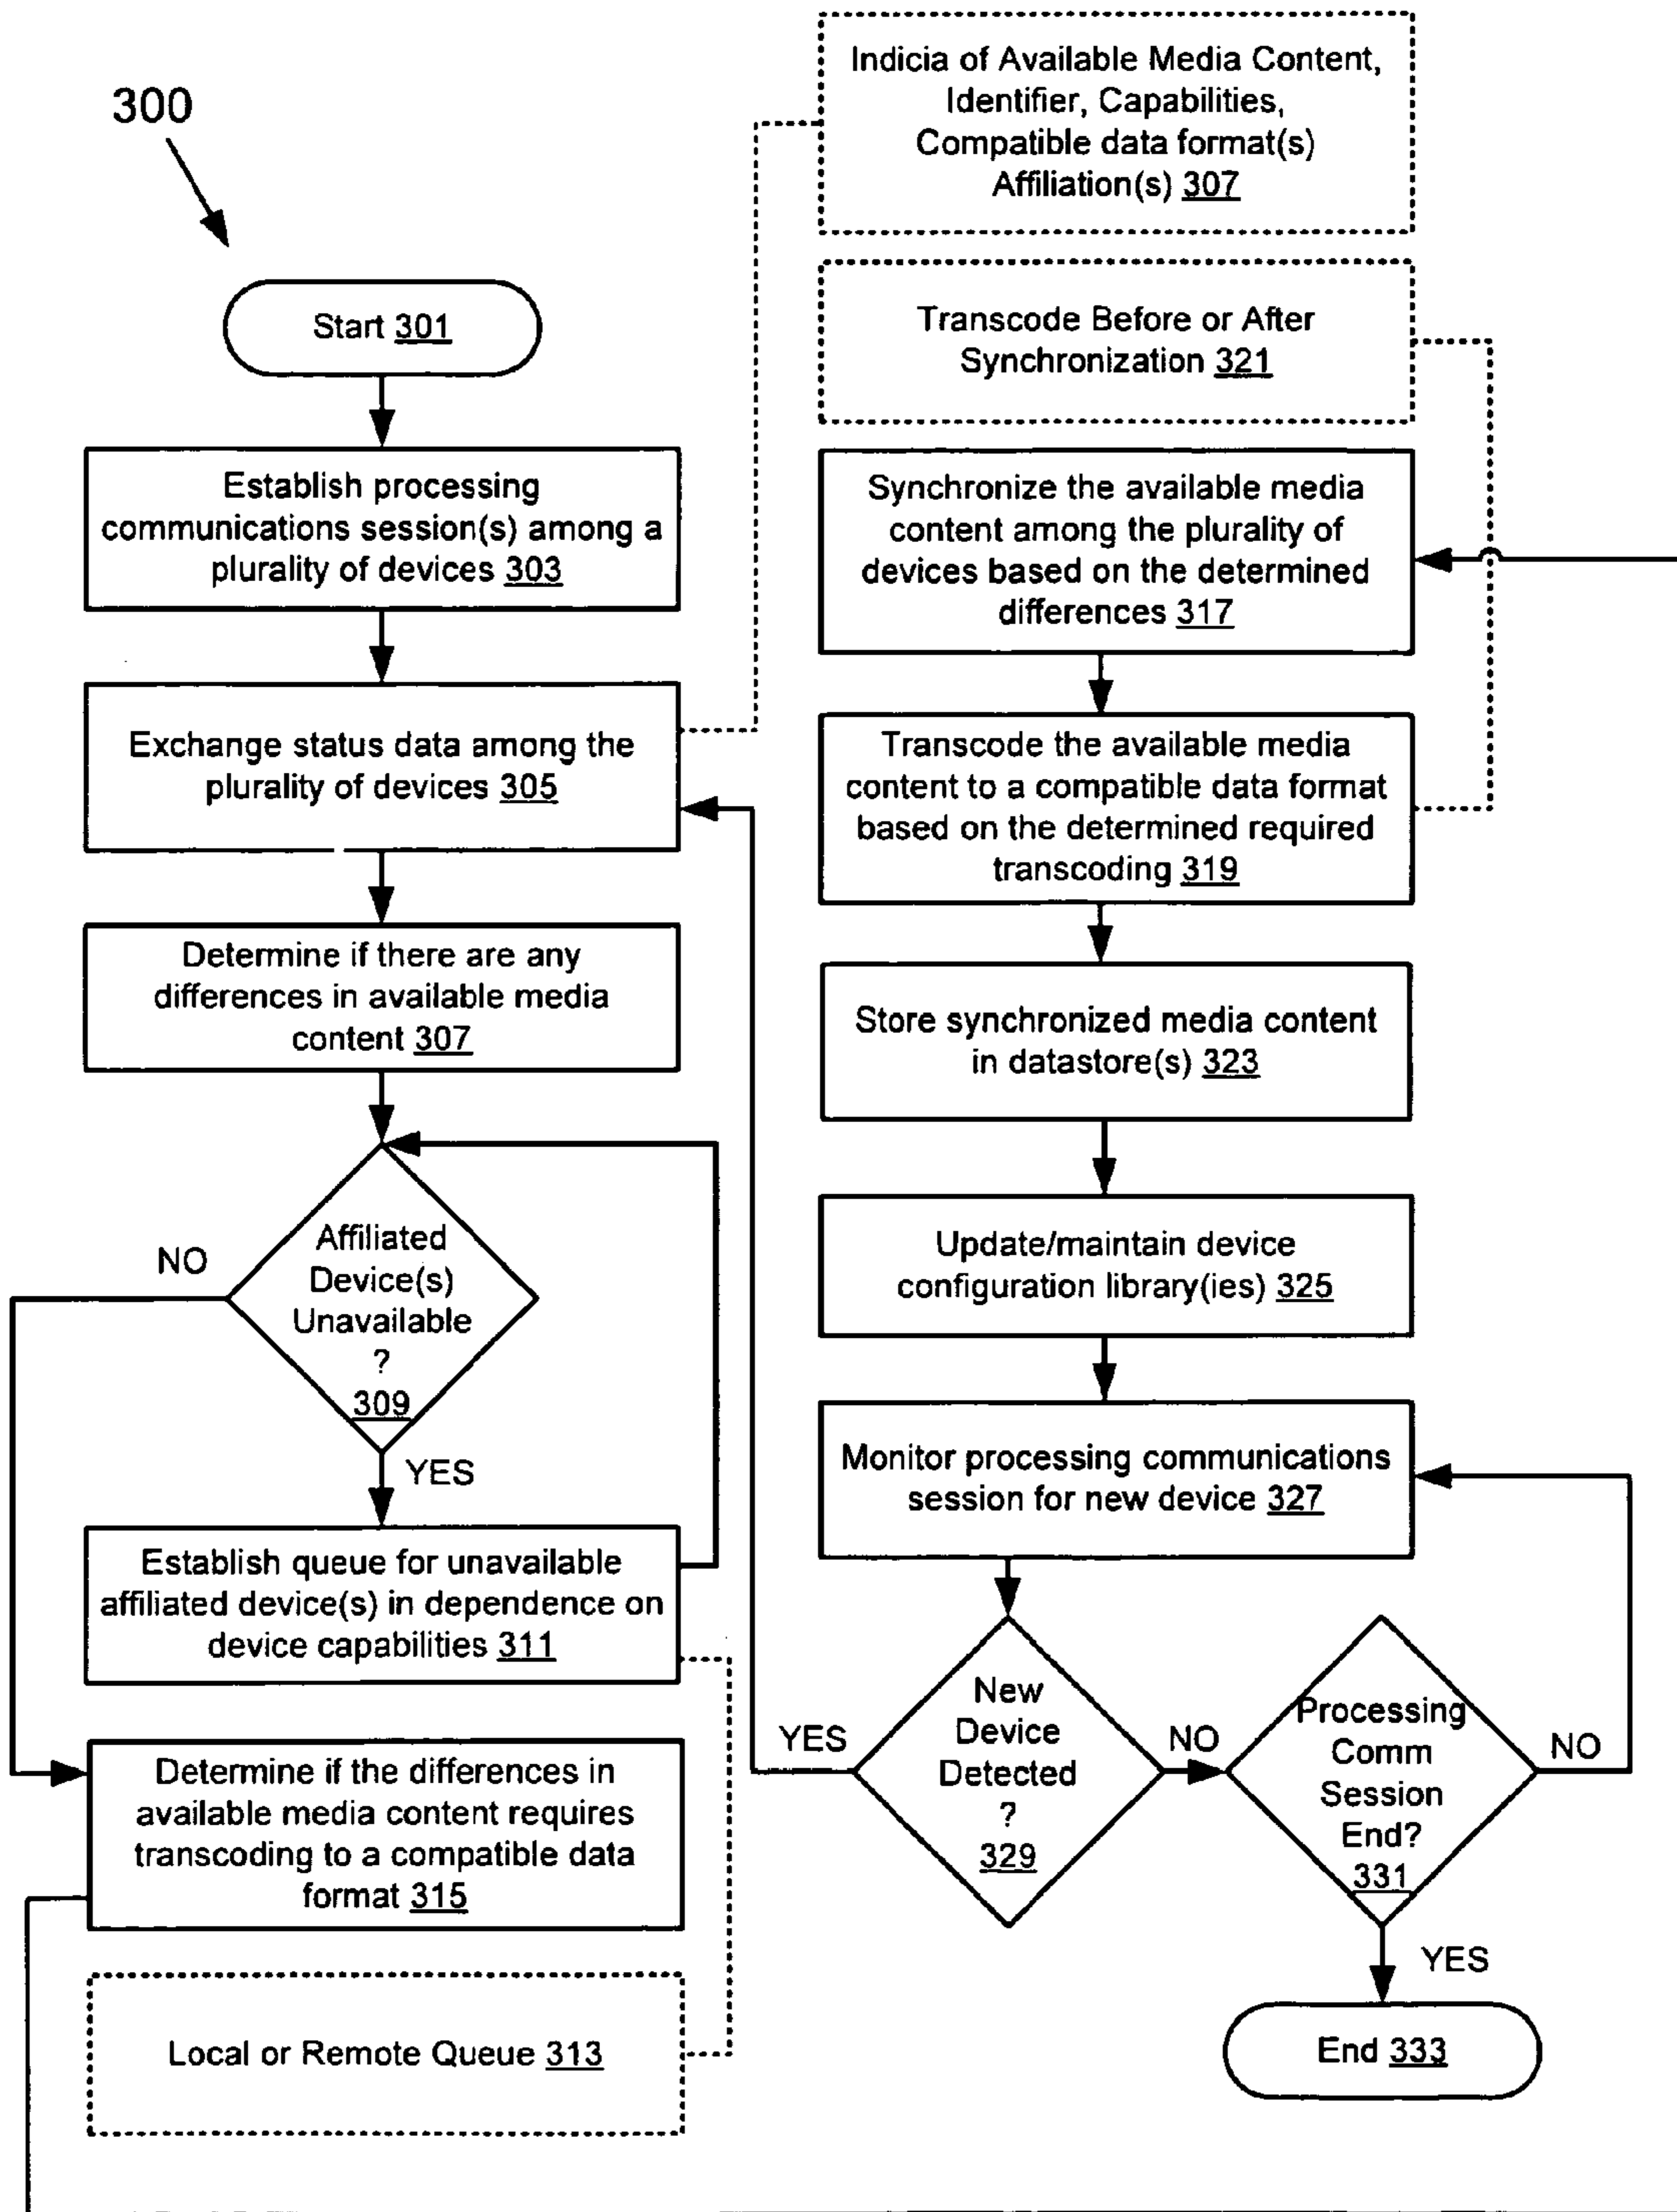 300
Start 301
Establish processing
communications session(s) among a
plurality of devices 303
Exchange status data among the
plurality of devices 305
Determine if there are any
differences in available media
content 307
Affiliated
Device(s)
Unavailable
?
309
NO
YES
Establish queue for unavailable
affiliated device(s) in dependence on
device capabilities 311
Determine if the differences in
available media content requires
transcoding to a compatible data
format 315
Local or Remote Queue 313
Indicia of Available Media Content,
Identifier, Capabilities,
Compatible data format(s)
Affiliation(s) 307
Transcode Before or After
Synchronization 321
Synchronize the available media
content among the plurality of
devices based on the determined
differences 317
Transcode the available media
content to a compatible data format
based on the determined required
transcoding 319
Store synchronized media content
in datastore(s) 323
Update/maintain device
configuration library(ies) 325
Monitor processing communications
session for new device 327
New
Device
Detected
?
329
YES
NO
Processing
Comm
Session
End?
331
NO
YES
End 333